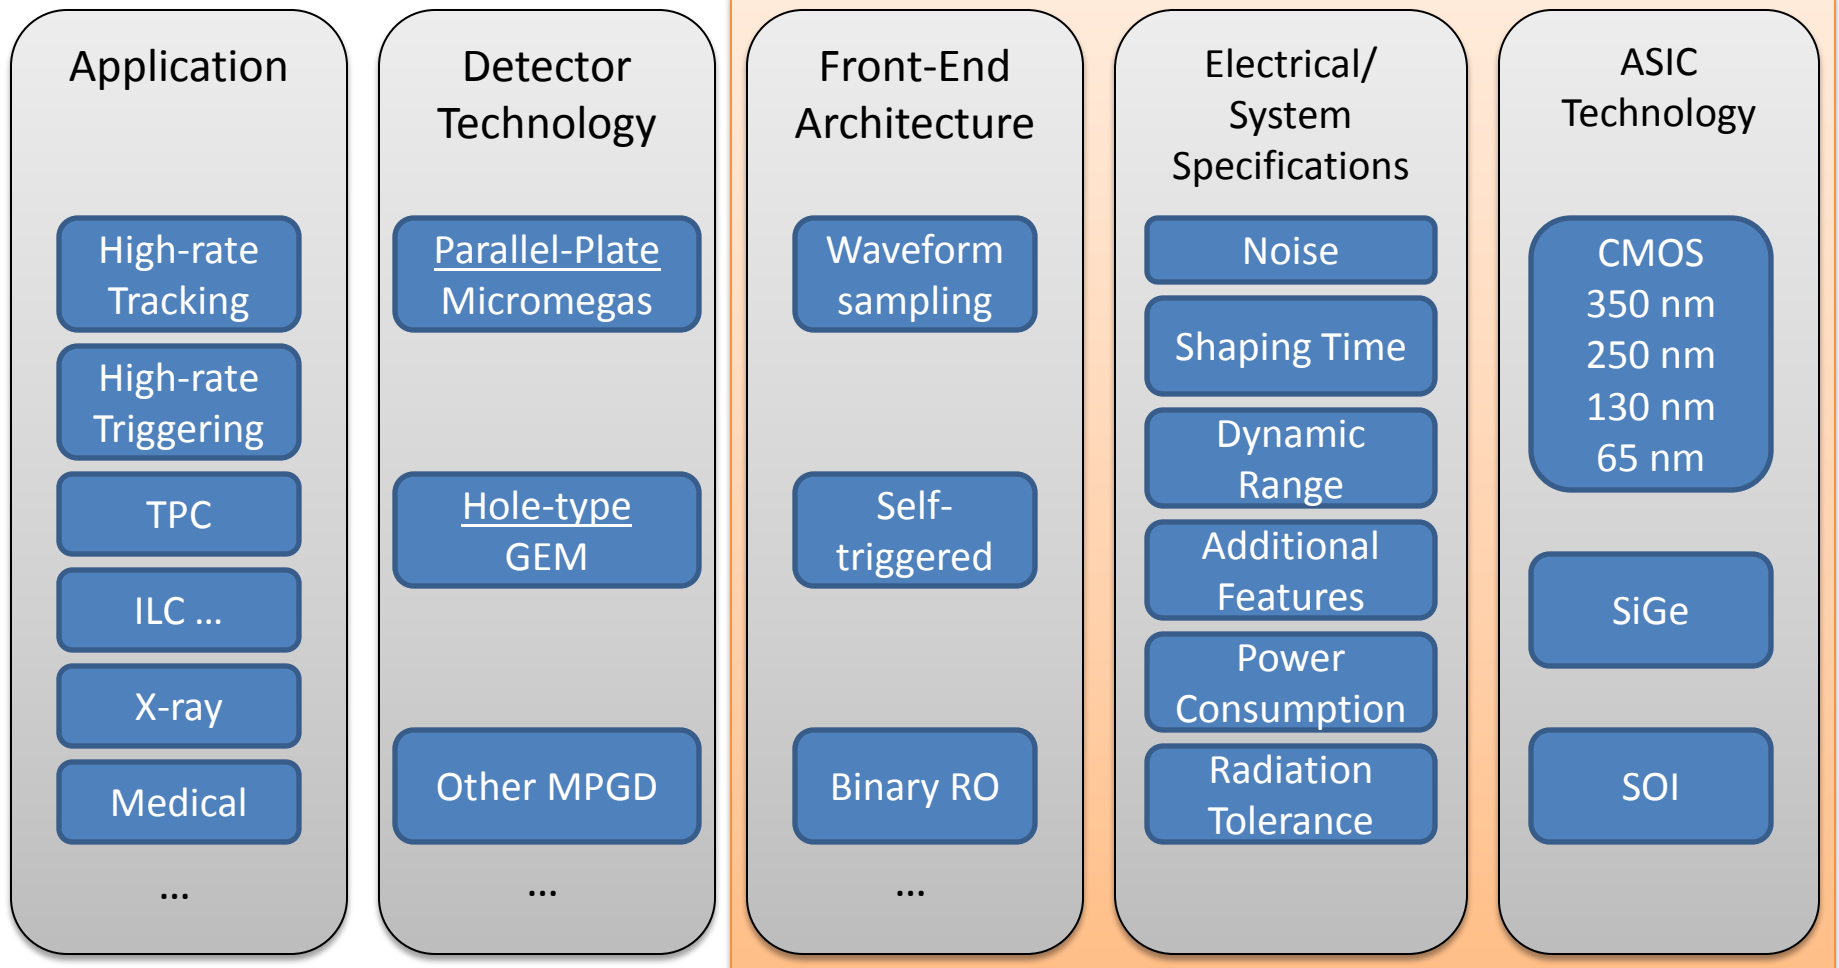 Application
High-rate
Tracking
High-rate
Triggering
TPC
ILC ...
X-ray
Medical
...
Detector
Technology
Parallel-Plate
Micromegas
Hole-type
GEM
Other MPGD
...
Front-End
Architecture
Waveform
sampling
Self-
triggered
Binary RO
...
Electrical/
System
Specifications
Noise
Shaping Time
Dynamic
Range
Additional
Features
Power
Consumption
Radiation
Tolerance
ASIC
Technology
CMOS
350 nm
250 nm
130 nm
65 nm
SiGe
SOI